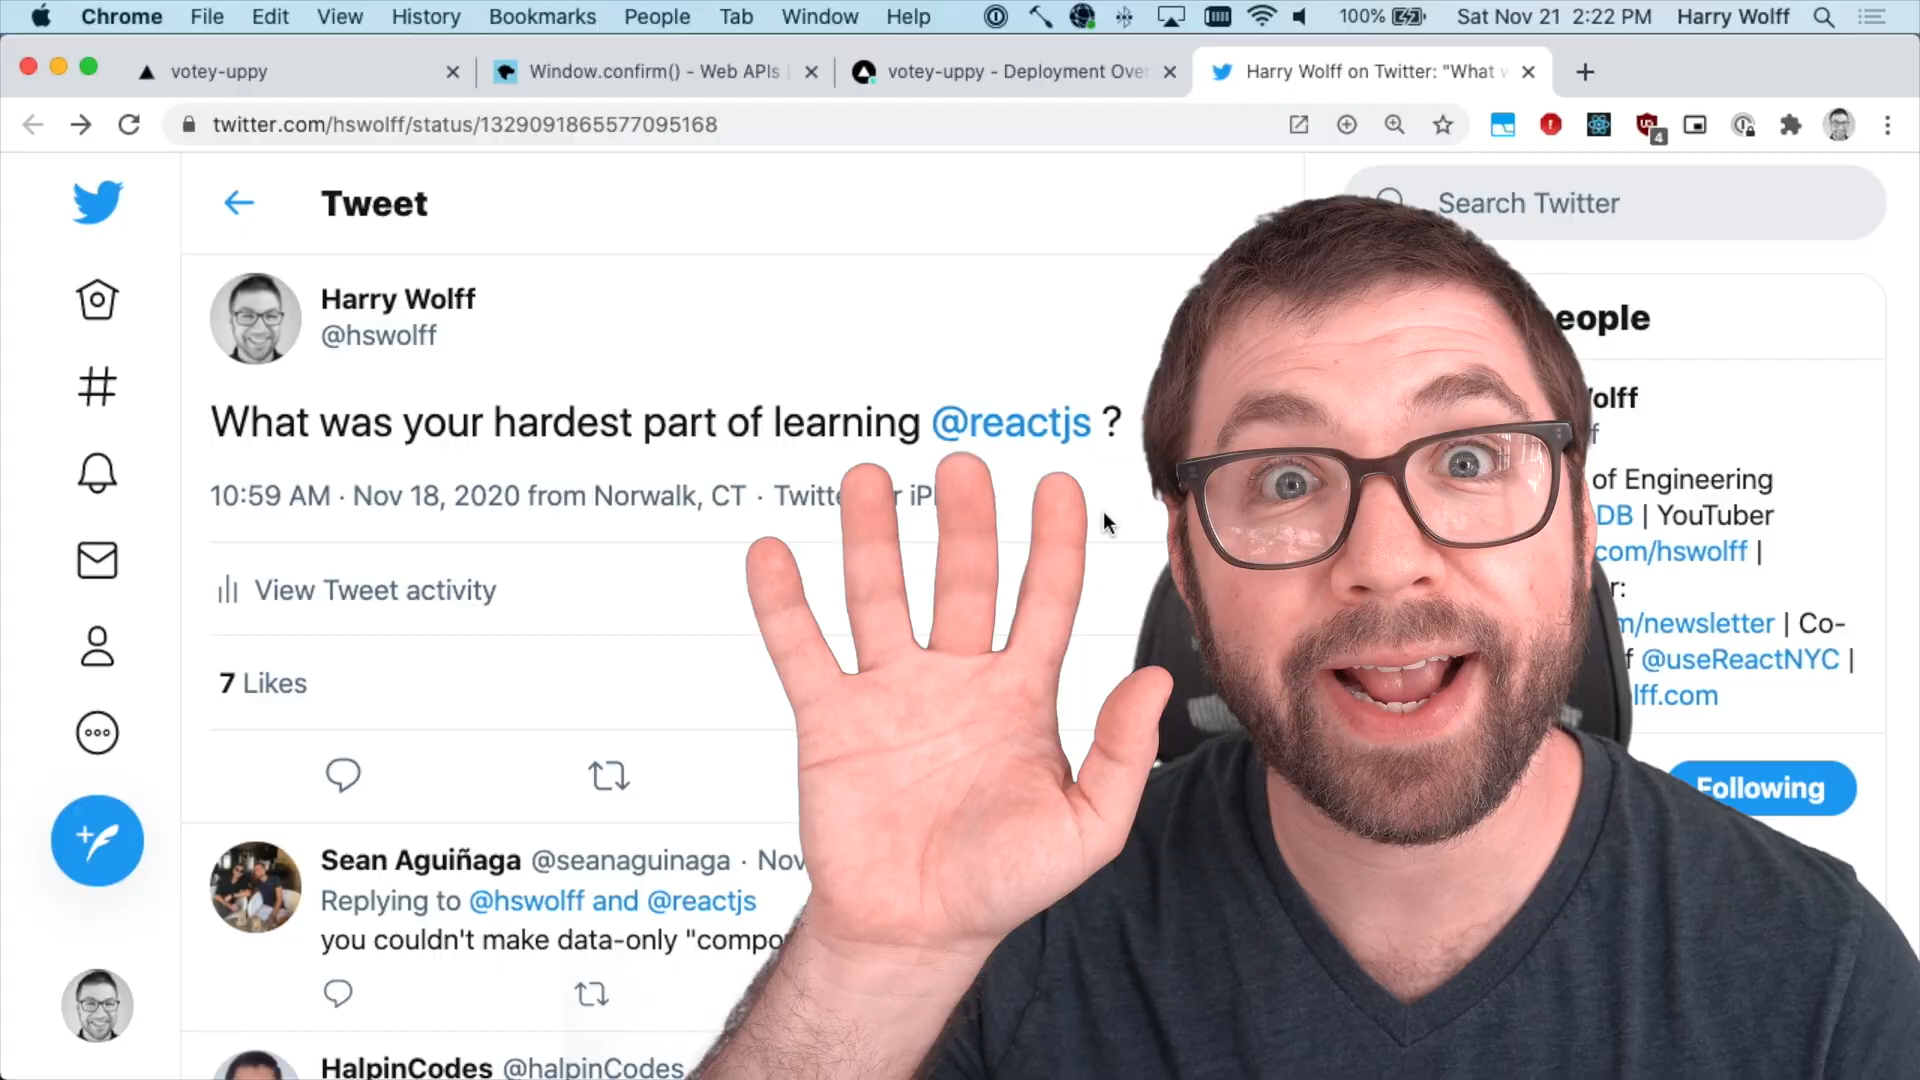 Chrome File Edit View History Bookmarks People Tab Window Help 100% Sat Nov 21 2:22 PM Harry Wolff
votey-uppy
Window.confirm() - Web APIs
votey-uppy - Deployment Ove
Harry Wolff on Twitter: "What w
twitter.com/hswolff/status/1329091865577095168
4
Tweet
Search Twitter
Harry Wolff
@hswolff
eople
olff
What was your hardest part of learning @reactjs ?
of Engineering
10:59 AM · Nov 18, 2020 from Norwalk, CT · Twitte r iP
DB | YouTuber
com/hswolff |
r:
View Tweet activity
m/newsletter | Co-
f @useReactNYC |
7 Likes
lff.com
Following
Sean Aguiñaga @seanaguinaga · Nov
Replying to @hswolff and @reactjs
you couldn't make data-only "compo
HalpinCodes @halpinCodes